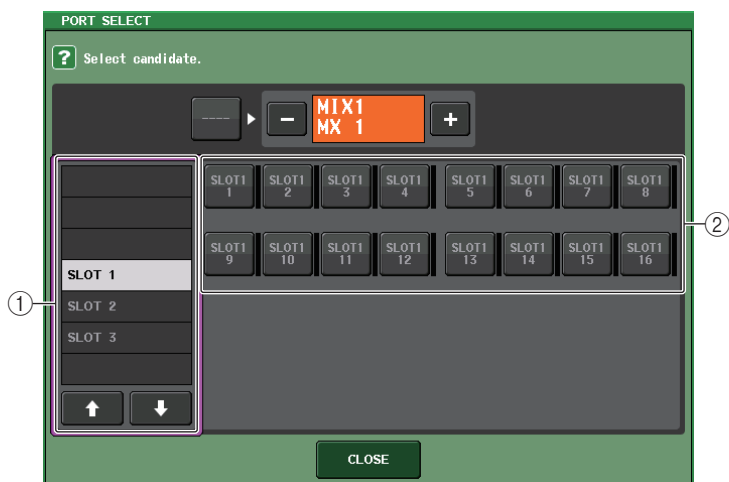 PORT SELECT
? Select candidate.
---- − MIX1 +
MX 1
SLOT 1
SLOT 2
SLOT 3
SLOT1 SLOT1 SLOT1 SLOT1 SLOT1 SLOT1 SLOT1 SLOT1
1 2 3 4 5 6 7 8
SLOT1 SLOT1 SLOT1 SLOT1 SLOT1 SLOT1 SLOT1 SLOT1
9 10 11 12 13 14 15 16
CLOSE
①
②